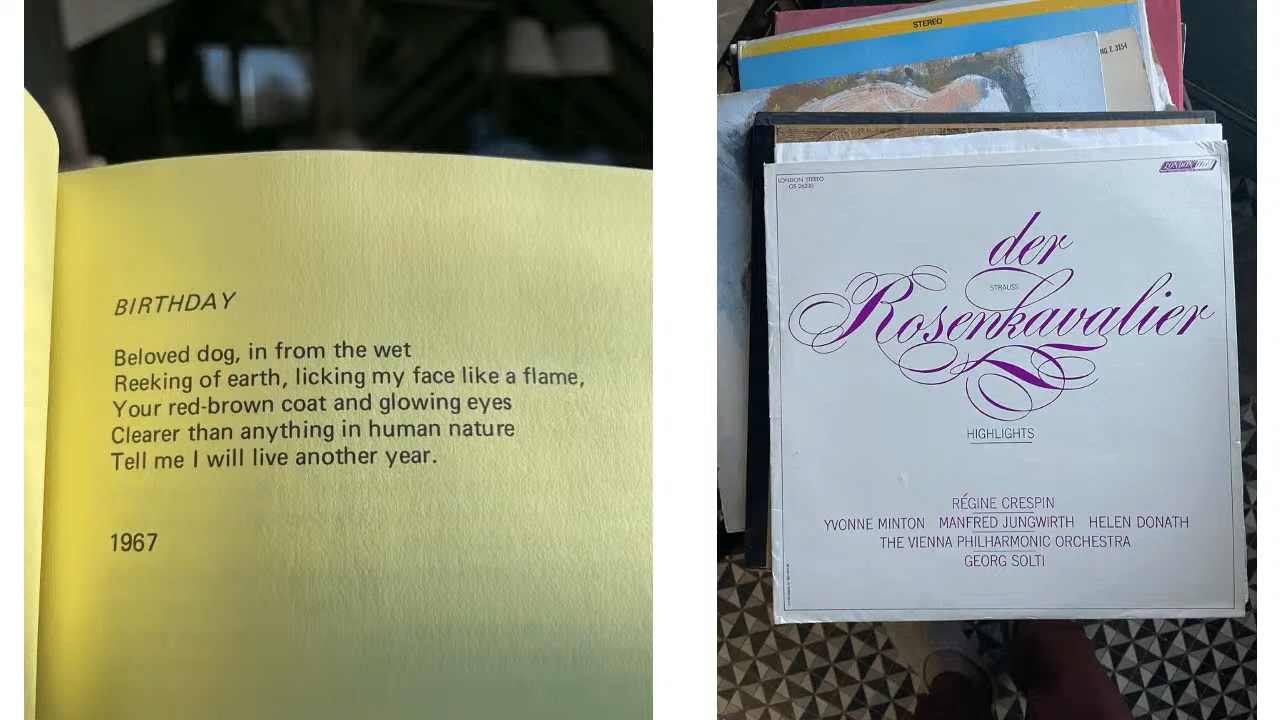 BIRTHDAY
Beloved dog, in from the wet
Reeking of earth, licking my face like a flame,
Your red-brown coat and glowing eyes
Clearer than anything in human nature
Tell me I will live another year.
1967
STEREO
NG E 3154
LONDON STEREO
OS 26200
LONDON
der
STRAUSS
Rosenkavalier
HIGHLIGHTS
RÉGINE CRESPIN
YVONNE MINTON MANFRED JUNGWIRTH HELEN DONATH
THE VIENNA PHILHARMONIC ORCHESTRA
GEORG SOLTI